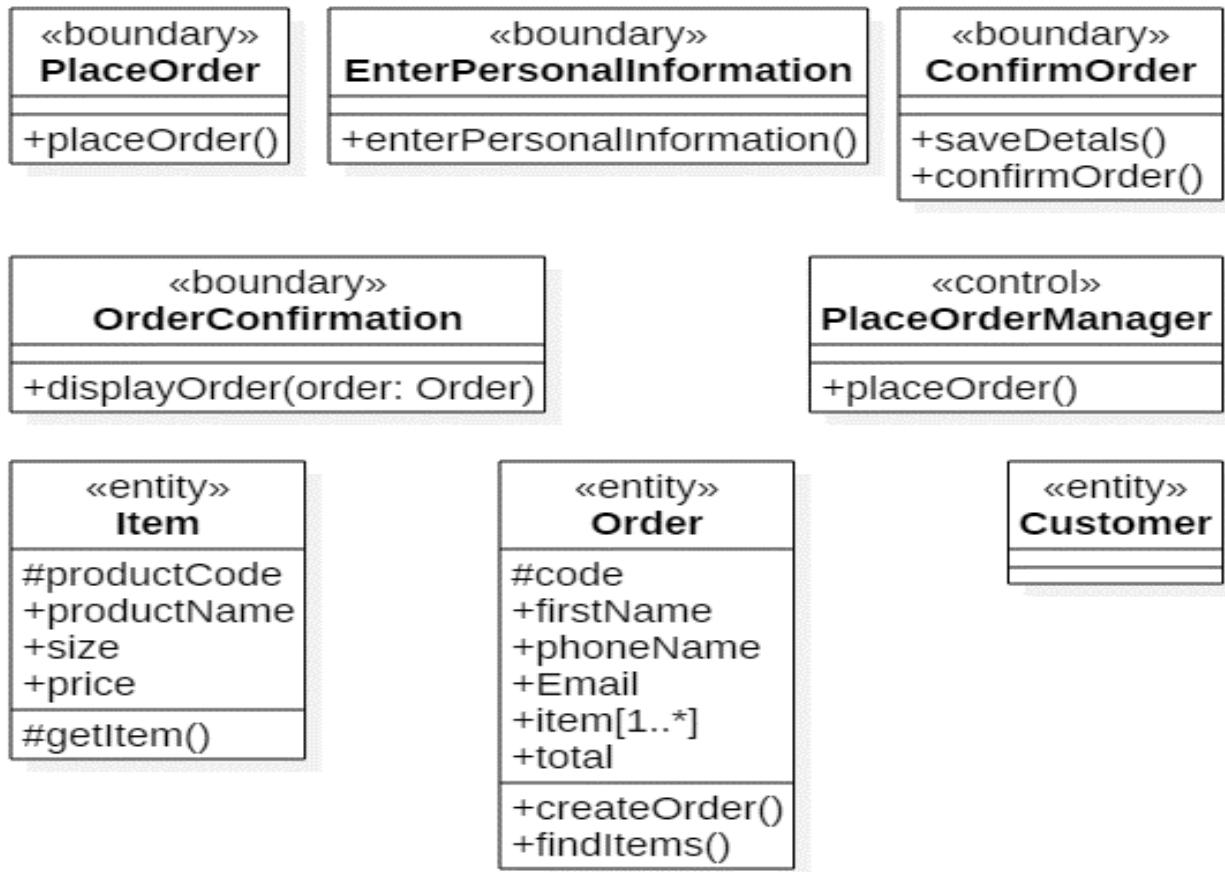 «boundary»
PlaceOrder
+placeOrder()
«boundary»
EnterPersonalInformation
+enterPersonalInformation()
«boundary»
ConfirmOrder
+saveDetals()
+confirmOrder()
«boundary»
OrderConfirmation
+displayOrder(order: Order)
«control»
PlaceOrderManager
+placeOrder()
«entity»
Item
#productCode
+productName
+size
+price
#getItem()
«entity»
Order
#code
+firstName
+phoneName
+Email
+item[1..*]
+total
+createOrder()
+findItems()
«entity»
Customer